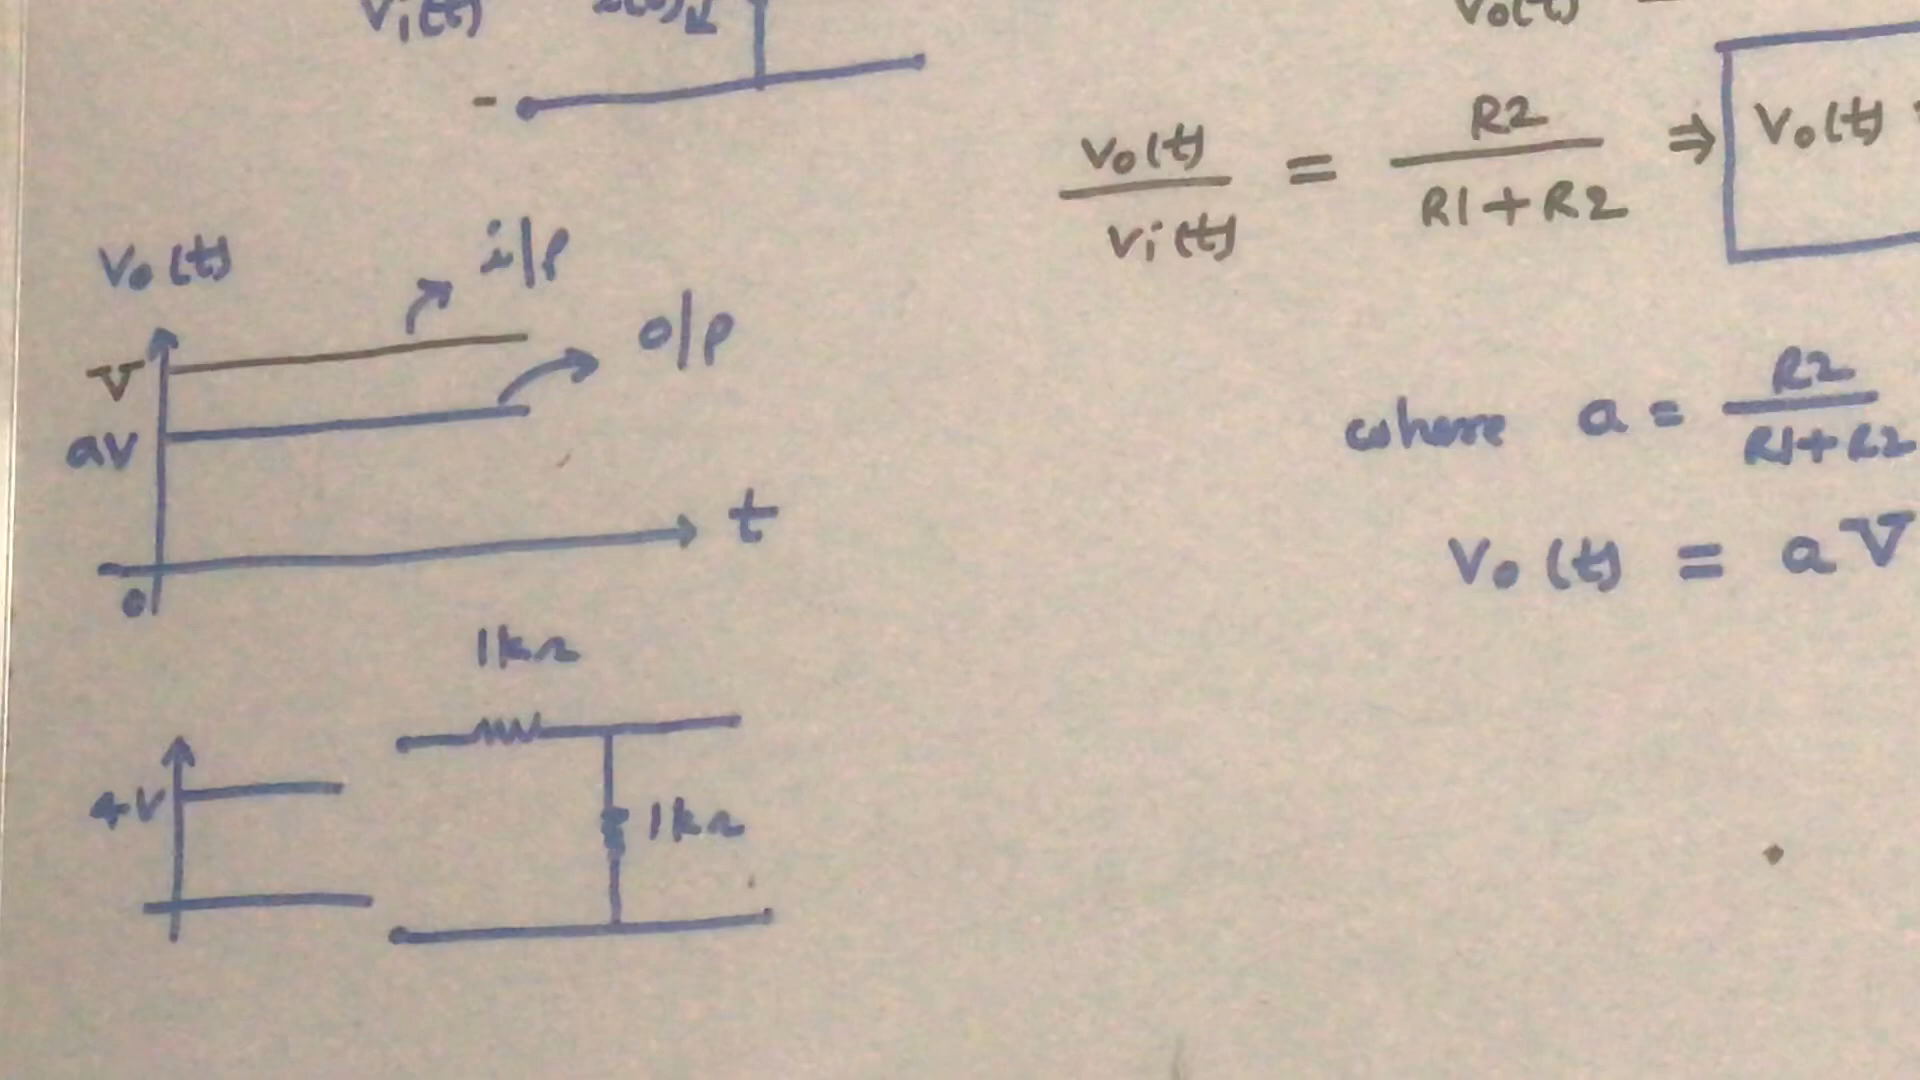 Vi(t)
Vo(t)
-
Vo(t) / Vi(t) = R2 / R1+R2 ⇒ Vo(t)
Vo(t)
i/p
o/p
V
aV
t
0
where a = R2 / R1+R2
Vo(t) = aV
1kΩ
4V
1kΩ